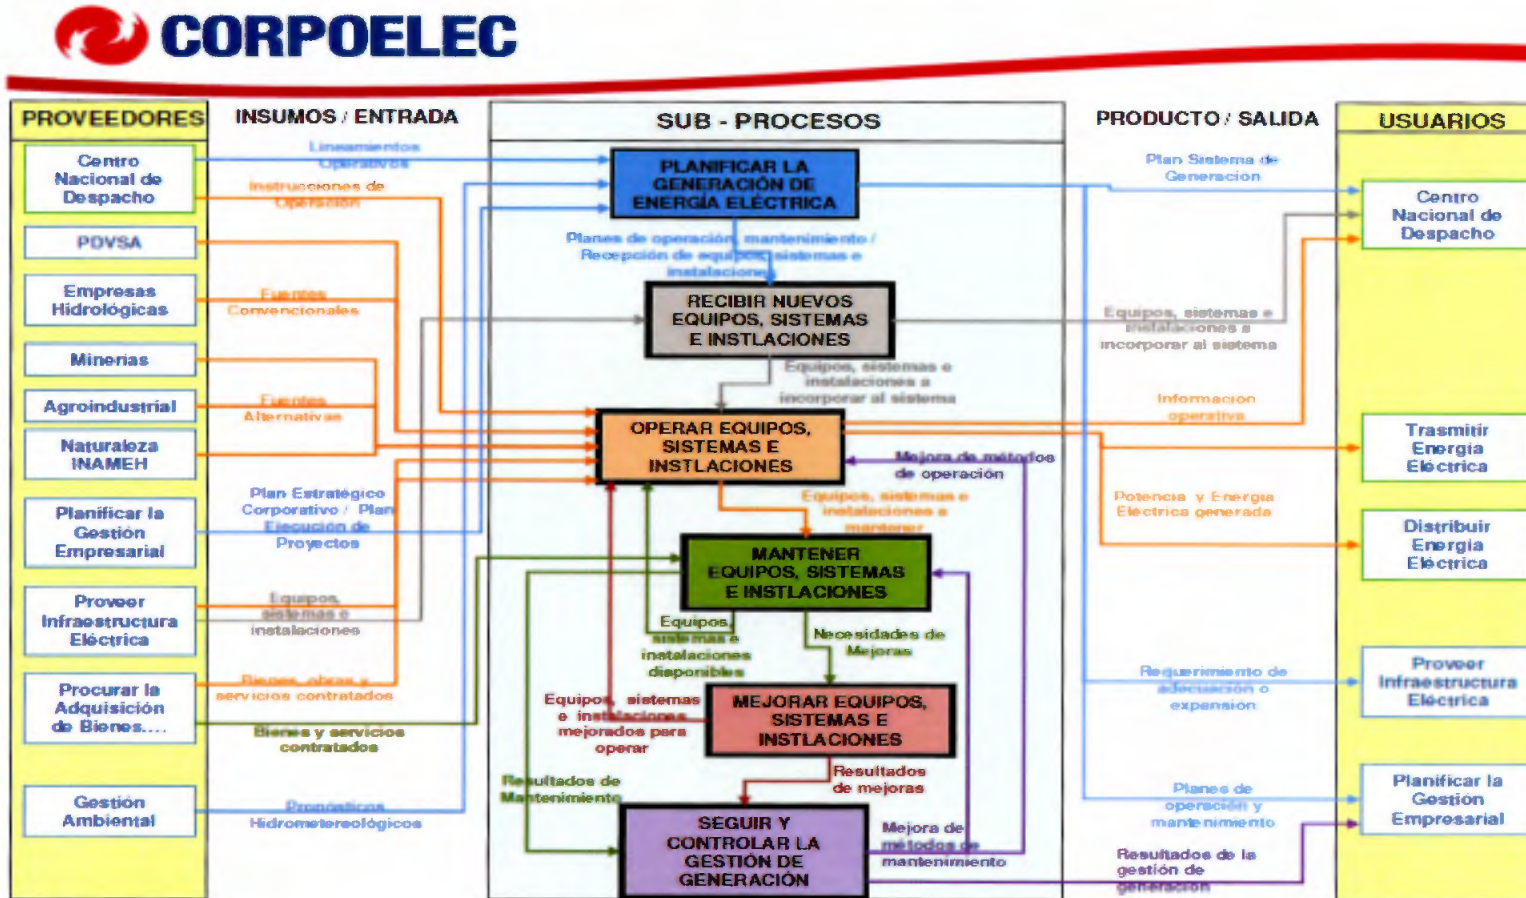 CORPOELEC
PROVEEDORES
INSUMOS / ENTRADA
SUB - PROCESOS
PRODUCTO / SALIDA
USUARIOS
Centro
Nacional de
Despacho
PDVSA
Empresas
Hidrológicas
Minerias
Agroindustrial
Naturaleza
INAMEH
Planificar la
Gestión
Empresarial
Proveer
Infraestructura
Eléctrica
Procurar la
Adquisición
de Bienes....
Gestión
Ambiental
Lineamientos
Operativos
Instrucciones de
Operación
Fuentes
Convencionales
Fuentes
Alternativas
Plan Estratégico
Corporativo / Plan
Ejecución de
Proyectos
Equipos,
sistemas e
instalaciones
Bienes, obras y
servicios contratados
Bienes y servicios
contratados
Pronósticos
Hidrometereológicos
PLANIFICAR LA
GENERACIÓN DE
ENERGÍA ELÉCTRICA
Planes de operación, mantenimiento /
Recepción de equipos, sistemas e
instalaciones
RECIBIR NUEVOS
EQUIPOS, SISTEMAS
E INSTLACIONES
Equipos, sistemas e
instalaciones a
incorporar al sistema
OPERAR EQUIPOS,
SISTEMAS E
INSTLACIONES
Mejora de métodos
de operación
Equipos, sistemas e
instalaciones a
mantener
MANTENER
EQUIPOS, SISTEMAS
E INSTLACIONES
Equipos,
sistemas e
instalaciones
disponibles
Necesidades de
Mejoras
Equipos, sistemas
e instalaciones
mejorados para
operar
MEJORAR EQUIPOS,
SISTEMAS E
INSTLACIONES
Resultados de
Mantenimiento
Resultados
de mejoras
SEGUIR Y
CONTROLAR LA
GESTIÓN DE
GENERACIÓN
Mejora de
métodos de
mantenimiento
Plan Sistema de
Generación
Equipos, sistemas e
instalaciones a
incorporar al sistema
Información
operativa
Potencia y Energía
Eléctrica generada
Requerimiento de
adecuación o
expansión
Planes de
operación y
mantenimiento
Resultados de la
gestión de
generación
Centro
Nacional de
Despacho
Trasmitir
Energía
Eléctrica
Distribuir
Energía
Eléctrica
Proveer
Infraestructura
Eléctrica
Planificar la
Gestión
Empresarial